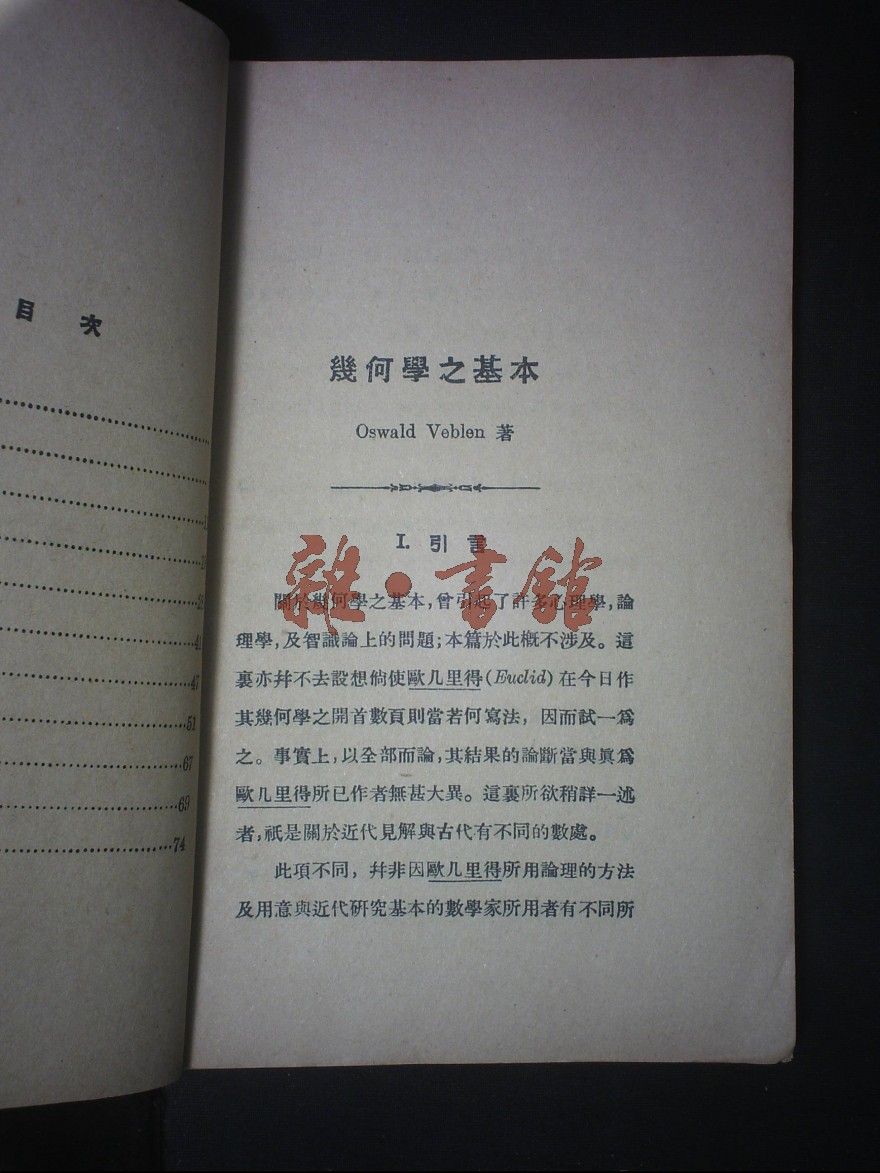 目次
47
51
67
69
74
幾何學之基本
Oswald Veblen 著
I. 引言
雜·書館
關於幾何學之基本,曾引起了許多心理學,論
理學,及智識論上的問題;本篇於此槪不涉及。這
裏亦幷不去設想倘使歐几里得(Euclid)在今日作
其幾何學之開首數頁則當若何寫法,因而試一爲
之。事實上,以全部而論,其結果的論斷當與眞爲
歐几里得所已作者無甚大異。這裏所欲稍詳一述
者,祇是關於近代見解與古代有不同的數處。
此項不同,幷非因歐几里得所用論理的方法
及用意與近代硏究基本的數學家所用者有不同所